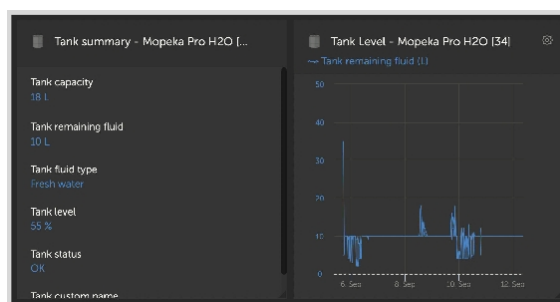 Tank summary - Mopeka Pro H2O [...
Tank capacity
18 L
Tank remaining fluid
10 L
Tank fluid type
Fresh water
Tank level
55 %
Tank status
OK
Tank custom name
Tank Level - Mopeka Pro H2O [34]
Tank remaining fluid (L)
50
40
30
20
10
0
6. Sep
8. Sep
10. Sep
12. Sep